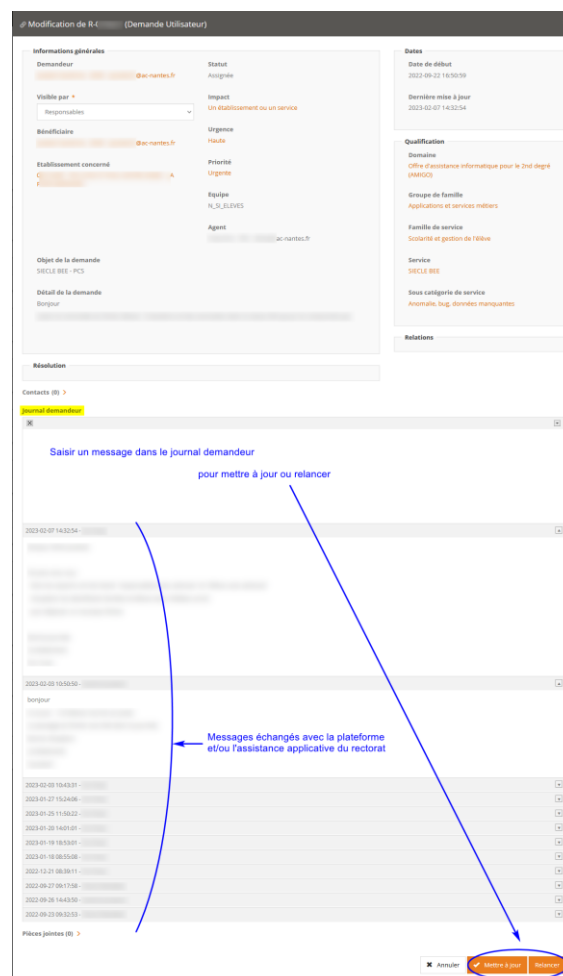 Modification de R- (Demande Utilisateur)
Informations générales
Demandeur
@ac-nantes.fr
Visible par *
Responsables
Bénéficiaire
@ac-nantes.fr
Etablissement concerné
Statut
Assignée
Impact
Un établissement ou un service
Urgence
Haute
Priorité
Urgente
Equipe
N_SI_ELEVES
Agent
ac-nantes.fr
Objet de la demande
SIECLE BEE - PCS
Détail de la demande
Bonjour
Dates
Date de début
2022-09-22 16:50:59
Dernière mise à jour
2023-02-07 14:32:54
Qualification
Domaine
Offre d'assistance informatique pour le 2nd degré
(AMIGO)
Groupe de famille
Applications et services métiers
Famille de service
Scolarité et gestion de l'élève
Service
SIECLE BEE
Sous catégorie de service
Anomalie, bug, données manquantes
Relations
Résolution
Contacts (0)
Journal demandeur
Saisir un message dans le journal demandeur
pour mettre à jour ou relancer
2023-02-07 14:32:54 -
2023-02-03 10:50:50 -
bonjour
Messages échangés avec la plateforme
et/ou l'assistance applicative du rectorat
2023-02-03 10:43:31 -
2023-01-27 15:24:06 -
2023-01-25 11:50:22 -
2023-01-20 14:01:01 -
2023-01-19 18:53:01 -
2023-01-18 08:55:08 -
2022-12-21 08:39:11 -
2022-09-27 09:17:58 -
2022-09-26 14:43:50 -
2022-09-23 09:32:53 -
Pièces jointes (0)
Annuler
Mettre à jour
Relancer